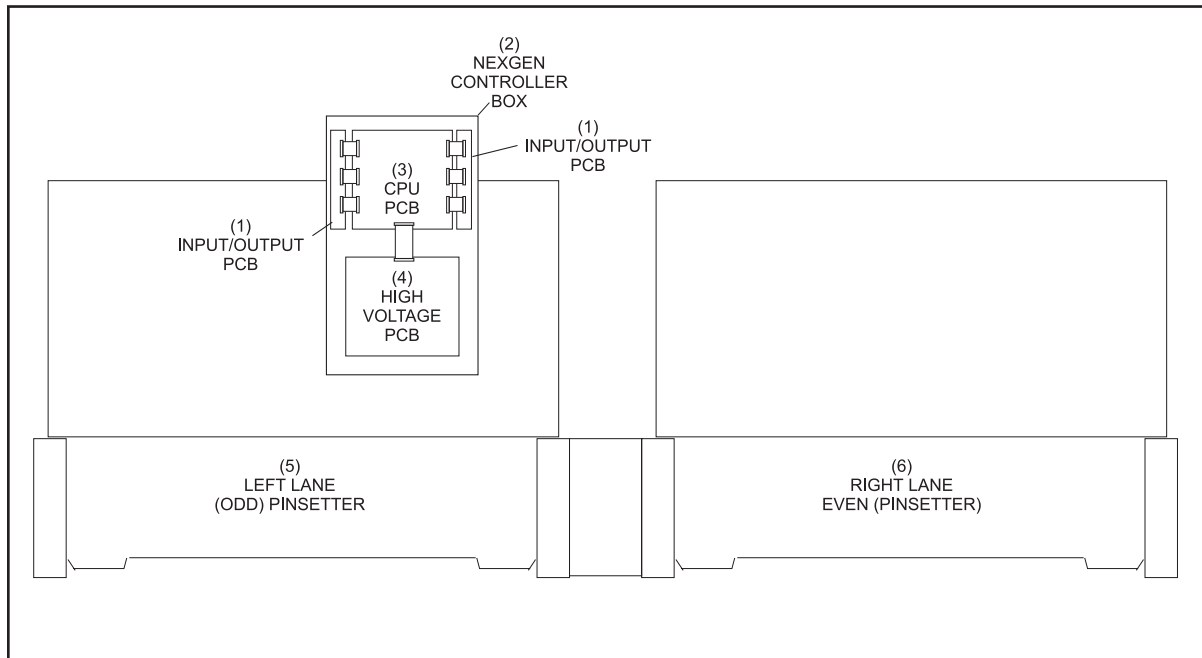 (2)
NEXGEN
CONTROLLER
BOX
(1)
INPUT/OUTPUT
PCB
(3)
CPU
PCB
(1)
INPUT/OUTPUT
PCB
(4)
HIGH
VOLTAGE
PCB
(5)
LEFT LANE
(ODD) PINSETTER
(6)
RIGHT LANE
EVEN (PINSETTER)